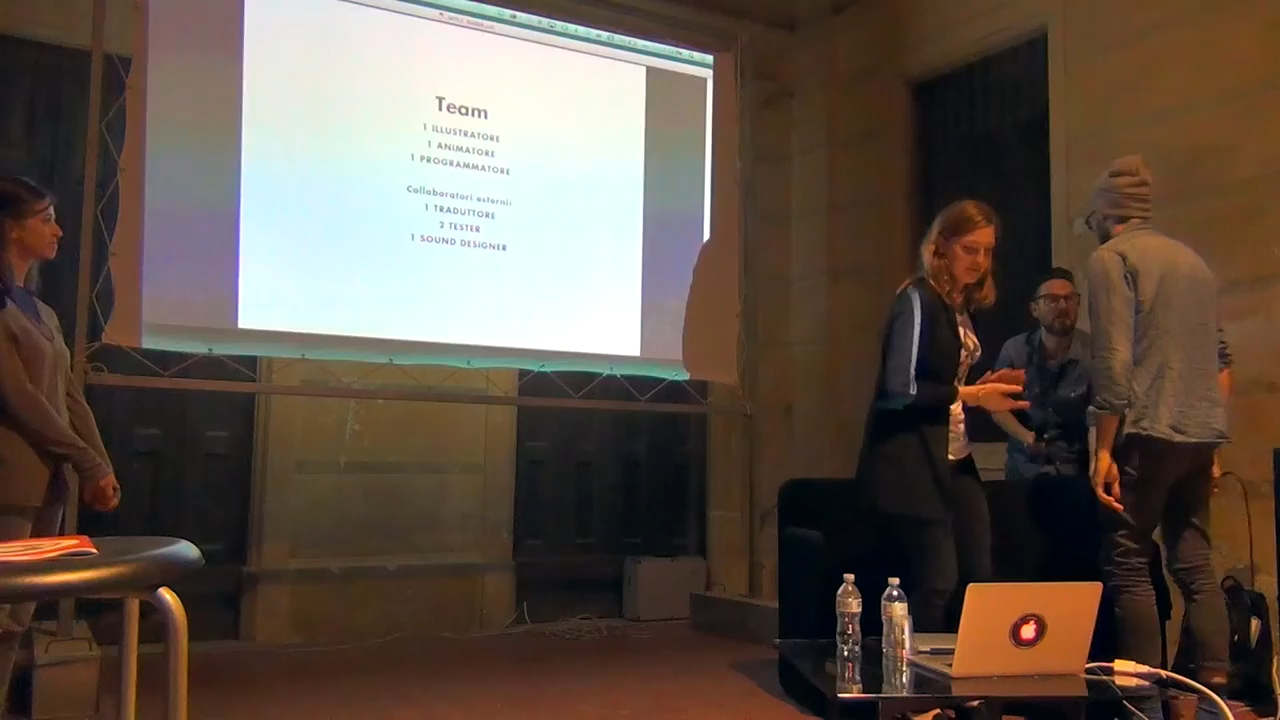 Team
1 ILLUSTRATORE
1 ANIMATORE
1 PROGRAMMATORE
Collaboratori esterni:
1 TRADUTTORE
2 TESTER
1 SOUND DESIGNER